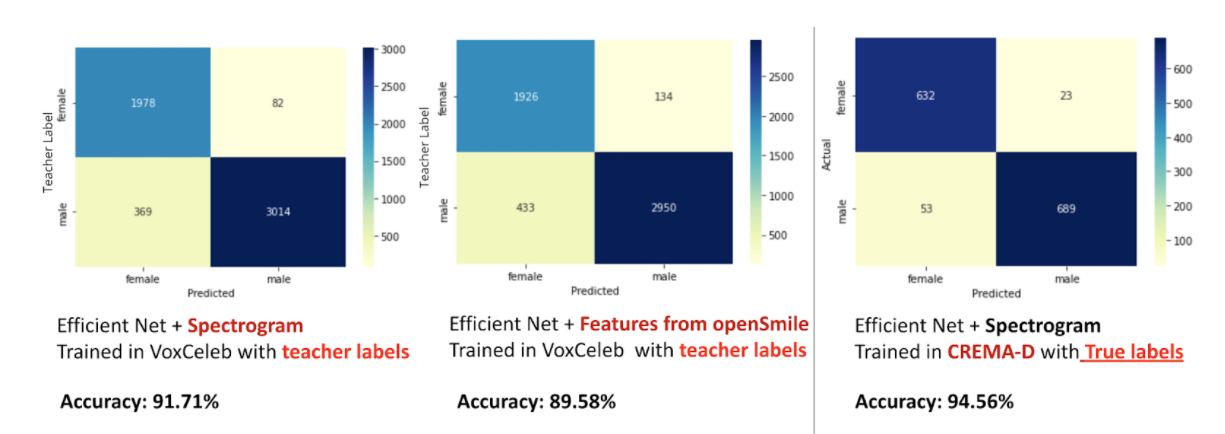 Teacher Label
female
male
1978
82
369
3014
female
male
Predicted
3000
2500
2000
1500
1000
500
Efficient Net + Spectrogram
Trained in VoxCeleb with teacher labels
Accuracy: 91.71%
Teacher Label
female
male
1926
134
433
2950
female
male
Predicted
2500
2000
1500
1000
500
Efficient Net + Features from openSmile
Trained in VoxCeleb with teacher labels
Accuracy: 89.58%
Actual
female
male
632
23
53
689
female
male
Predicted
600
500
400
300
200
100
Efficient Net + Spectrogram
Trained in CREMA-D with True labels
Accuracy: 94.56%